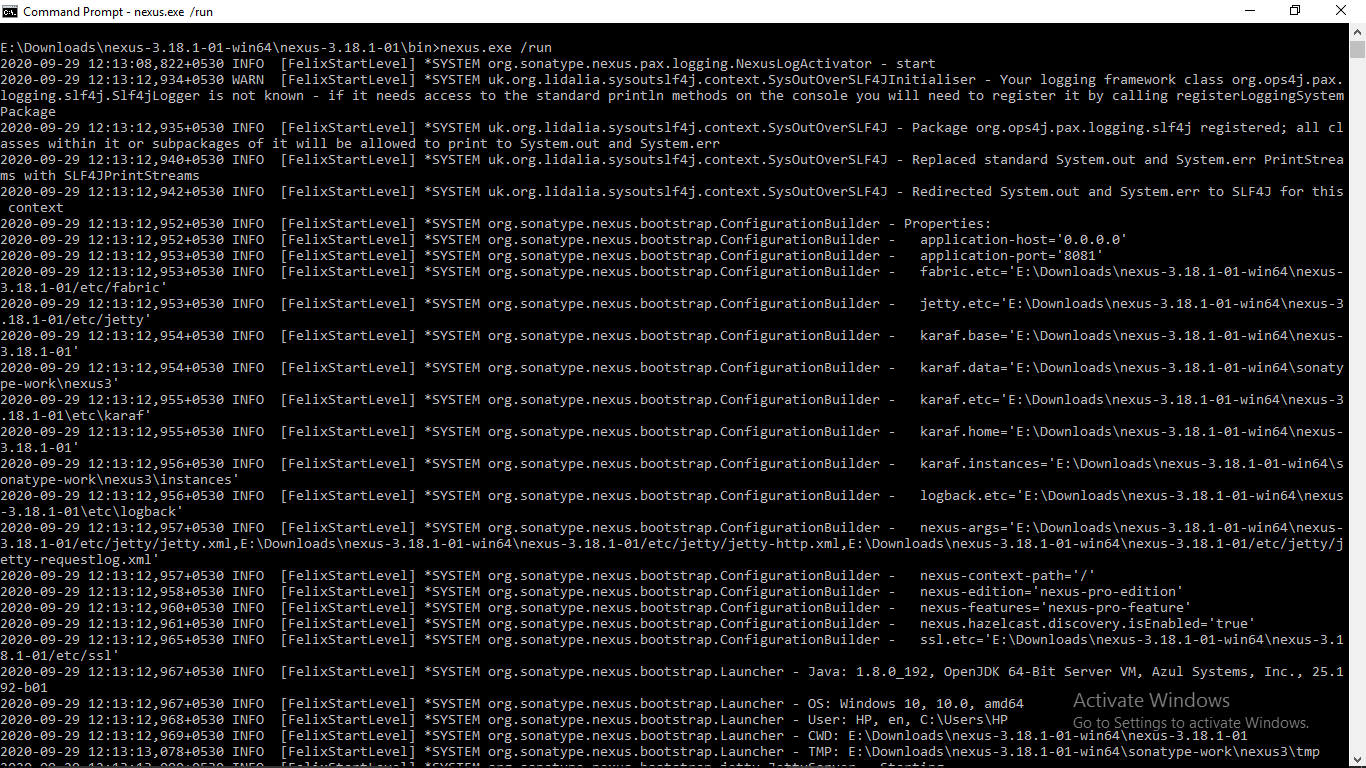 Command Prompt - nexus.exe /run
E:\Downloads\nexus-3.18.1-01-win64\nexus-3.18.1-01\bin>nexus.exe /run
2020-09-29 12:13:08,822+0530 INFO  [FelixStartLevel] *SYSTEM org.sonatype.nexus.pax.logging.NexusLogActivator - start
2020-09-29 12:13:12,934+0530 WARN  [FelixStartLevel] *SYSTEM uk.org.lidalia.sysoutslf4j.context.SysOutOverSLF4JInitialiser - Your logging framework class org.ops4j.pax.
logging.slf4j.Slf4jLogger is not known - if it needs access to the standard println methods on the console you will need to register it by calling registerLoggingSystem
Package
2020-09-29 12:13:12,935+0530 INFO  [FelixStartLevel] *SYSTEM uk.org.lidalia.sysoutslf4j.context.SysOutOverSLF4J - Package org.ops4j.pax.logging.slf4j registered; all cl
asses within it or subpackages of it will be allowed to print to System.out and System.err
2020-09-29 12:13:12,940+0530 INFO  [FelixStartLevel] *SYSTEM uk.org.lidalia.sysoutslf4j.context.SysOutOverSLF4J - Replaced standard System.out and System.err PrintStrea
ms with SLF4JPrintStreams
2020-09-29 12:13:12,942+0530 INFO  [FelixStartLevel] *SYSTEM uk.org.lidalia.sysoutslf4j.context.SysOutOverSLF4J - Redirected System.out and System.err to SLF4J for this
 context
2020-09-29 12:13:12,952+0530 INFO  [FelixStartLevel] *SYSTEM org.sonatype.nexus.bootstrap.ConfigurationBuilder - Properties:
2020-09-29 12:13:12,952+0530 INFO  [FelixStartLevel] *SYSTEM org.sonatype.nexus.bootstrap.ConfigurationBuilder -   application-host='0.0.0.0'
2020-09-29 12:13:12,953+0530 INFO  [FelixStartLevel] *SYSTEM org.sonatype.nexus.bootstrap.ConfigurationBuilder -   application-port='8081'
2020-09-29 12:13:12,953+0530 INFO  [FelixStartLevel] *SYSTEM org.sonatype.nexus.bootstrap.ConfigurationBuilder -   fabric.etc='E:\Downloads\nexus-3.18.1-01-win64\nexus-
3.18.1-01/etc/fabric'
2020-09-29 12:13:12,953+0530 INFO  [FelixStartLevel] *SYSTEM org.sonatype.nexus.bootstrap.ConfigurationBuilder -   jetty.etc='E:\Downloads\nexus-3.18.1-01-win64\nexus-3
.18.1-01/etc/jetty'
2020-09-29 12:13:12,954+0530 INFO  [FelixStartLevel] *SYSTEM org.sonatype.nexus.bootstrap.ConfigurationBuilder -   karaf.base='E:\Downloads\nexus-3.18.1-01-win64\nexus-
3.18.1-01'
2020-09-29 12:13:12,954+0530 INFO  [FelixStartLevel] *SYSTEM org.sonatype.nexus.bootstrap.ConfigurationBuilder -   karaf.data='E:\Downloads\nexus-3.18.1-01-win64\sonaty
pe-work\nexus3'
2020-09-29 12:13:12,955+0530 INFO  [FelixStartLevel] *SYSTEM org.sonatype.nexus.bootstrap.ConfigurationBuilder -   karaf.etc='E:\Downloads\nexus-3.18.1-01-win64\nexus-3
.18.1-01\etc\karaf'
2020-09-29 12:13:12,955+0530 INFO  [FelixStartLevel] *SYSTEM org.sonatype.nexus.bootstrap.ConfigurationBuilder -   karaf.home='E:\Downloads\nexus-3.18.1-01-win64\nexus-
3.18.1-01'
2020-09-29 12:13:12,956+0530 INFO  [FelixStartLevel] *SYSTEM org.sonatype.nexus.bootstrap.ConfigurationBuilder -   karaf.instances='E:\Downloads\nexus-3.18.1-01-win64\s
onatype-work\nexus3\instances'
2020-09-29 12:13:12,956+0530 INFO  [FelixStartLevel] *SYSTEM org.sonatype.nexus.bootstrap.ConfigurationBuilder -   logback.etc='E:\Downloads\nexus-3.18.1-01-win64\nexus
-3.18.1-01\etc\logback'
2020-09-29 12:13:12,957+0530 INFO  [FelixStartLevel] *SYSTEM org.sonatype.nexus.bootstrap.ConfigurationBuilder -   nexus-args='E:\Downloads\nexus-3.18.1-01-win64\nexus-
3.18.1-01/etc/jetty/jetty.xml,E:\Downloads\nexus-3.18.1-01-win64\nexus-3.18.1-01/etc/jetty/jetty-http.xml,E:\Downloads\nexus-3.18.1-01-win64\nexus-3.18.1-01/etc/jetty/j
etty-requestlog.xml'
2020-09-29 12:13:12,957+0530 INFO  [FelixStartLevel] *SYSTEM org.sonatype.nexus.bootstrap.ConfigurationBuilder -   nexus-context-path='/'
2020-09-29 12:13:12,958+0530 INFO  [FelixStartLevel] *SYSTEM org.sonatype.nexus.bootstrap.ConfigurationBuilder -   nexus-edition='nexus-pro-edition'
2020-09-29 12:13:12,960+0530 INFO  [FelixStartLevel] *SYSTEM org.sonatype.nexus.bootstrap.ConfigurationBuilder -   nexus-features='nexus-pro-feature'
2020-09-29 12:13:12,961+0530 INFO  [FelixStartLevel] *SYSTEM org.sonatype.nexus.bootstrap.ConfigurationBuilder -   nexus.hazelcast.discovery.isEnabled='true'
2020-09-29 12:13:12,965+0530 INFO  [FelixStartLevel] *SYSTEM org.sonatype.nexus.bootstrap.ConfigurationBuilder -   ssl.etc='E:\Downloads\nexus-3.18.1-01-win64\nexus-3.1
8.1-01/etc/ssl'
2020-09-29 12:13:12,967+0530 INFO  [FelixStartLevel] *SYSTEM org.sonatype.nexus.bootstrap.Launcher - Java: 1.8.0_192, OpenJDK 64-Bit Server VM, Azul Systems, Inc., 25.1
92-b01
2020-09-29 12:13:12,967+0530 INFO  [FelixStartLevel] *SYSTEM org.sonatype.nexus.bootstrap.Launcher - OS: Windows 10, 10.0, amd64
2020-09-29 12:13:12,968+0530 INFO  [FelixStartLevel] *SYSTEM org.sonatype.nexus.bootstrap.Launcher - User: HP, en, C:\Users\HP
2020-09-29 12:13:12,969+0530 INFO  [FelixStartLevel] *SYSTEM org.sonatype.nexus.bootstrap.Launcher - CWD: E:\Downloads\nexus-3.18.1-01-win64\nexus-3.18.1-01
2020-09-29 12:13:13,078+0530 INFO  [FelixStartLevel] *SYSTEM org.sonatype.nexus.bootstrap.Launcher - TMP: E:\Downloads\nexus-3.18.1-01-win64\sonatype-work\nexus3\tmp
Activate Windows
Go to Settings to activate Windows.